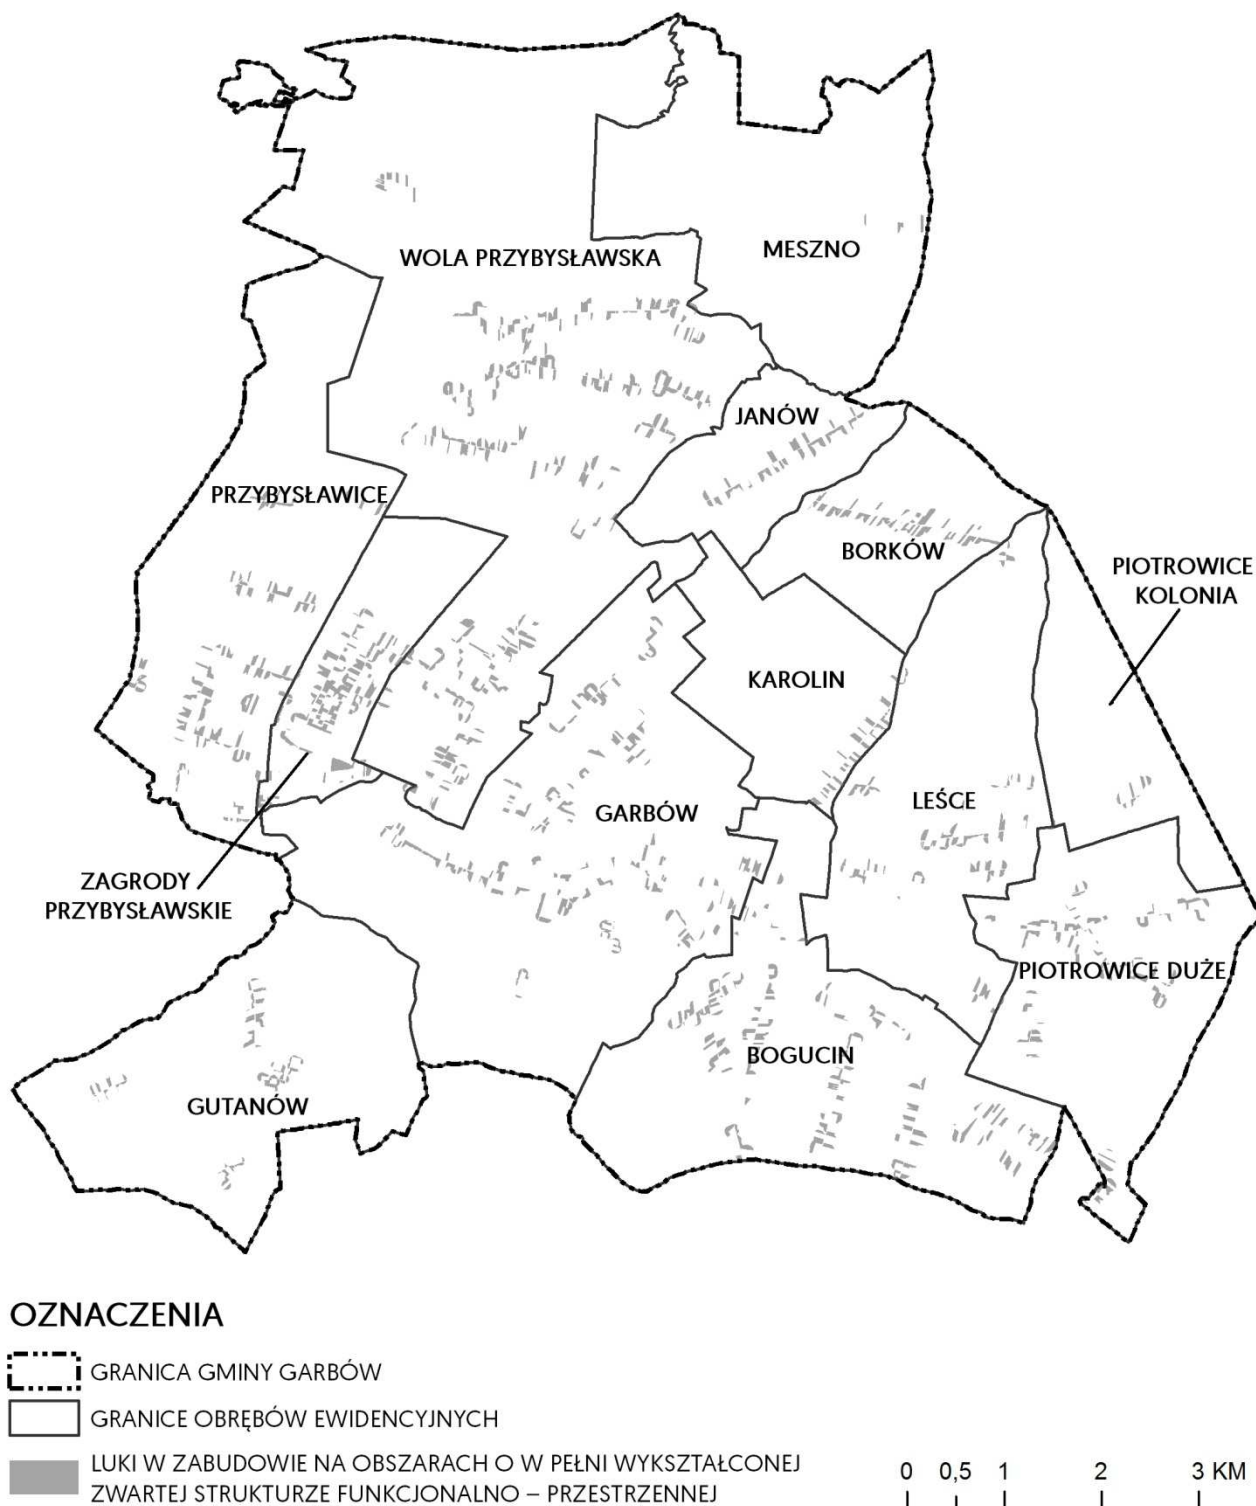 WOLA PRZYBYSŁAWSKA
MESZNO
JANÓW
PRZYBYSŁAWICE
BORKÓW
PIOTROWICE
KOLONIA
KAROLIN
GARBÓW
LEŚCE
ZAGRODY
PRZYBYSŁAWSKIE
PIOTROWICE DUŻE
BOGUCIN
GUTANÓW
OZNACZENIA
GRANICA GMINY GARBÓW
GRANICE OBRĘBÓW EWIDENCYJNYCH
LUKI W ZABUDOWIE NA OBSZARACH O W PEŁNI WYKSZTAŁCONEJ
ZWARTEJ STRUKTURZE FUNKCJONALNO – PRZESTRZENNEJ
0 0,5 1 2 3 KM